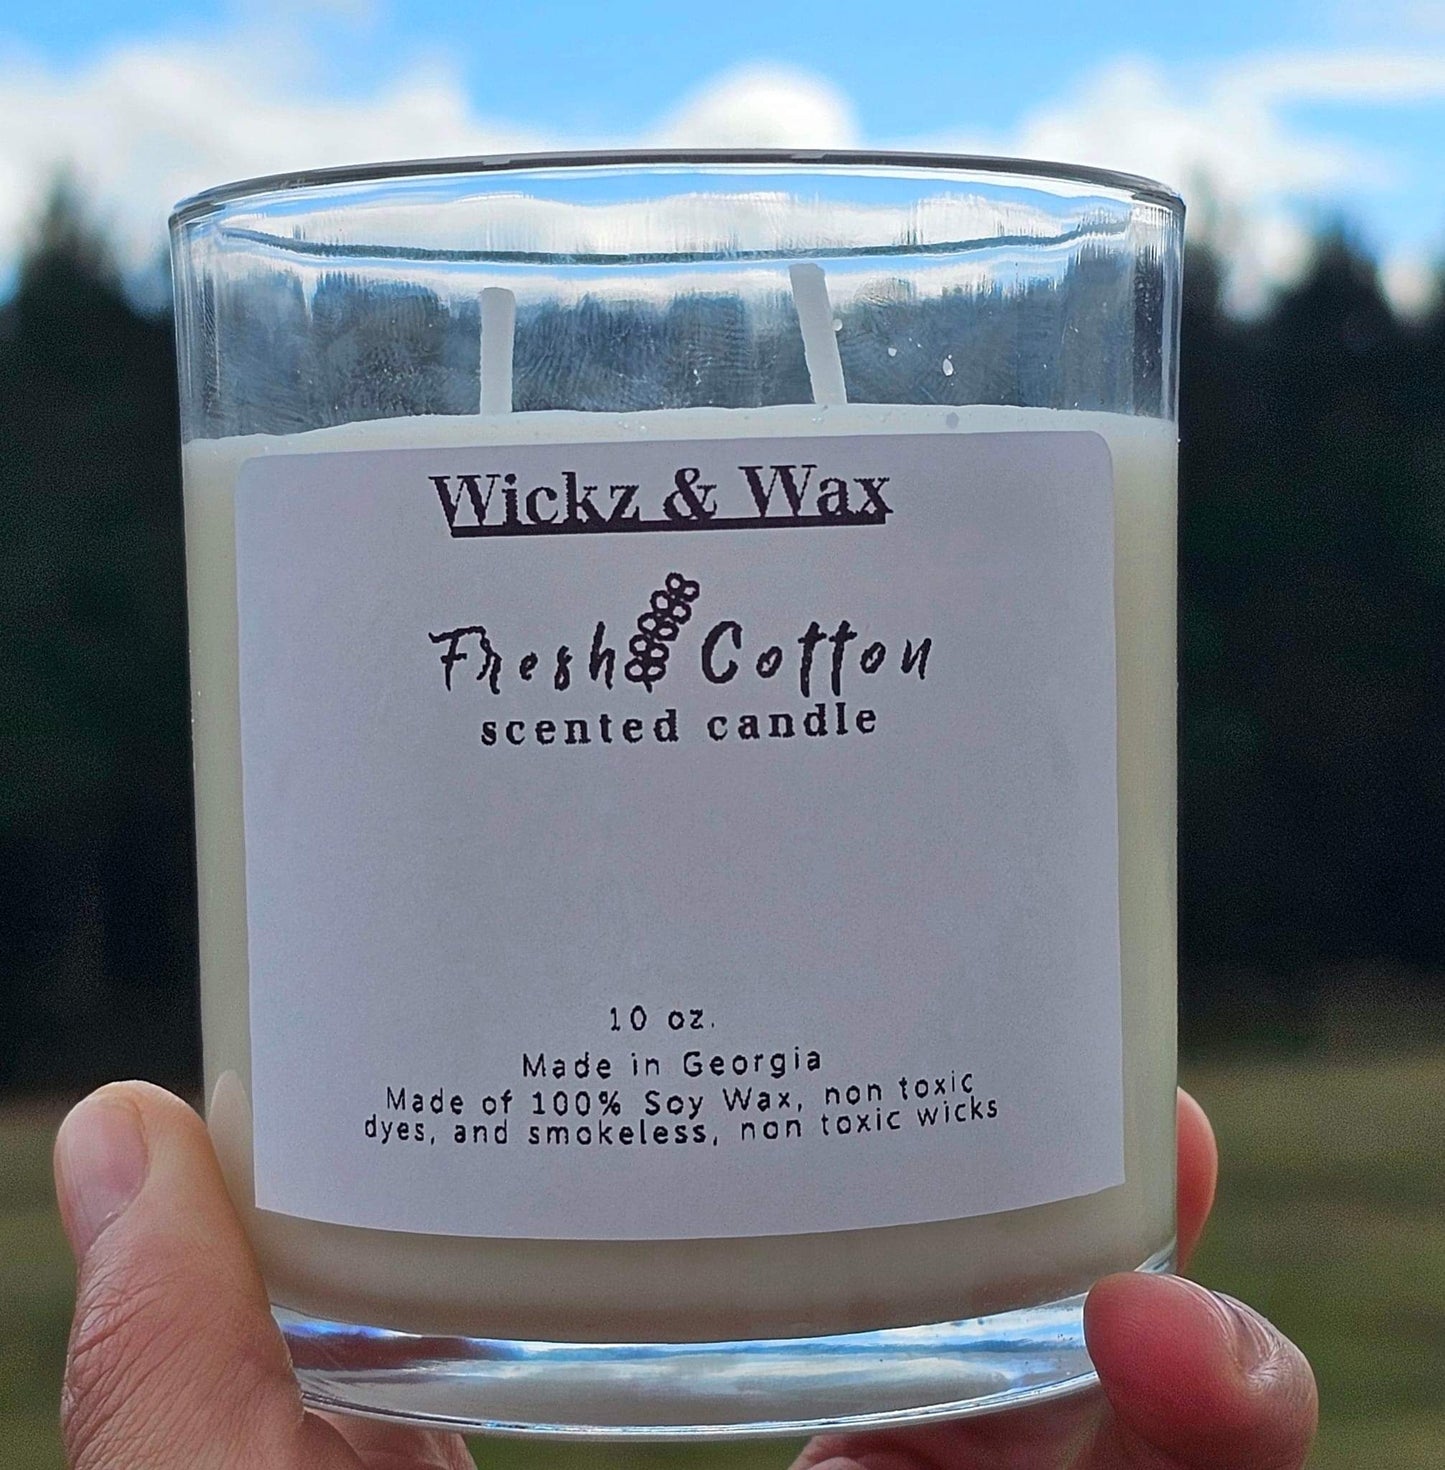 Wickz & Wax
Fresh Cotton
scented candle
10 oz.
Made in Georgia
Made of 100% Soy Wax, non toxic
dyes, and smokeless, non toxic wicks